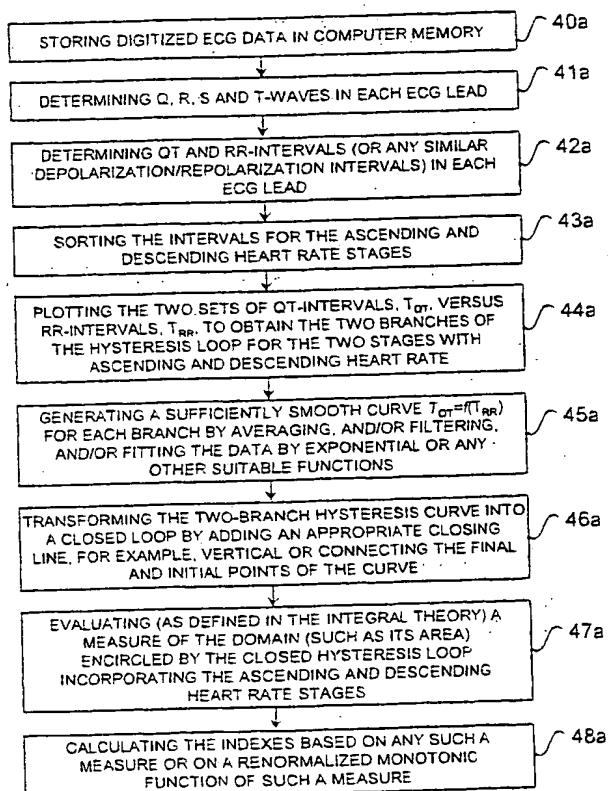 STORING DIGITIZED ECG DATA IN COMPUTER MEMORY
40a
DETERMINING Q, R, S AND T-WAVES IN EACH ECG LEAD
41a
DETERMINING QT AND RR-INTERVALS (OR ANY SIMILAR
DEPOLARIZATION/REPOLARIZATION INTERVALS) IN EACH
ECG LEAD
42a
SORTING THE INTERVALS FOR THE ASCENDING AND
DESCENDING HEART RATE STAGES
43a
PLOTTING THE TWO SETS OF QT-INTERVALS, T_QT, VERSUS
RR-INTERVALS, T_RR, TO OBTAIN THE TWO BRANCHES OF
THE HYSTERESIS LOOP FOR THE TWO STAGES WITH
ASCENDING AND DESCENDING HEART RATE
44a
GENERATING A SUFFICIENTLY SMOOTH CURVE T_QT=f(T_RR)
FOR EACH BRANCH BY AVERAGING, AND/OR FILTERING,
AND/OR FITTING THE DATA BY EXPONENTIAL OR ANY
OTHER SUITABLE FUNCTIONS
45a
TRANSFORMING THE TWO-BRANCH HYSTERESIS CURVE INTO
A CLOSED LOOP BY ADDING AN APPROPRIATE CLOSING
LINE, FOR EXAMPLE, VERTICAL OR CONNECTING THE FINAL
AND INITIAL POINTS OF THE CURVE
46a
EVALUATING (AS DEFINED IN THE INTEGRAL THEORY) A
MEASURE OF THE DOMAIN (SUCH AS ITS AREA)
ENCIRCLED BY THE CLOSED HYSTERESIS LOOP
INCORPORATING THE ASCENDING AND DESCENDING
HEART RATE STAGES
47a
CALCULATING THE INDEXES BASED ON ANY SUCH A
MEASURE OR ON A RENORMALIZED MONOTONIC
FUNCTION OF SUCH A MEASURE
48a